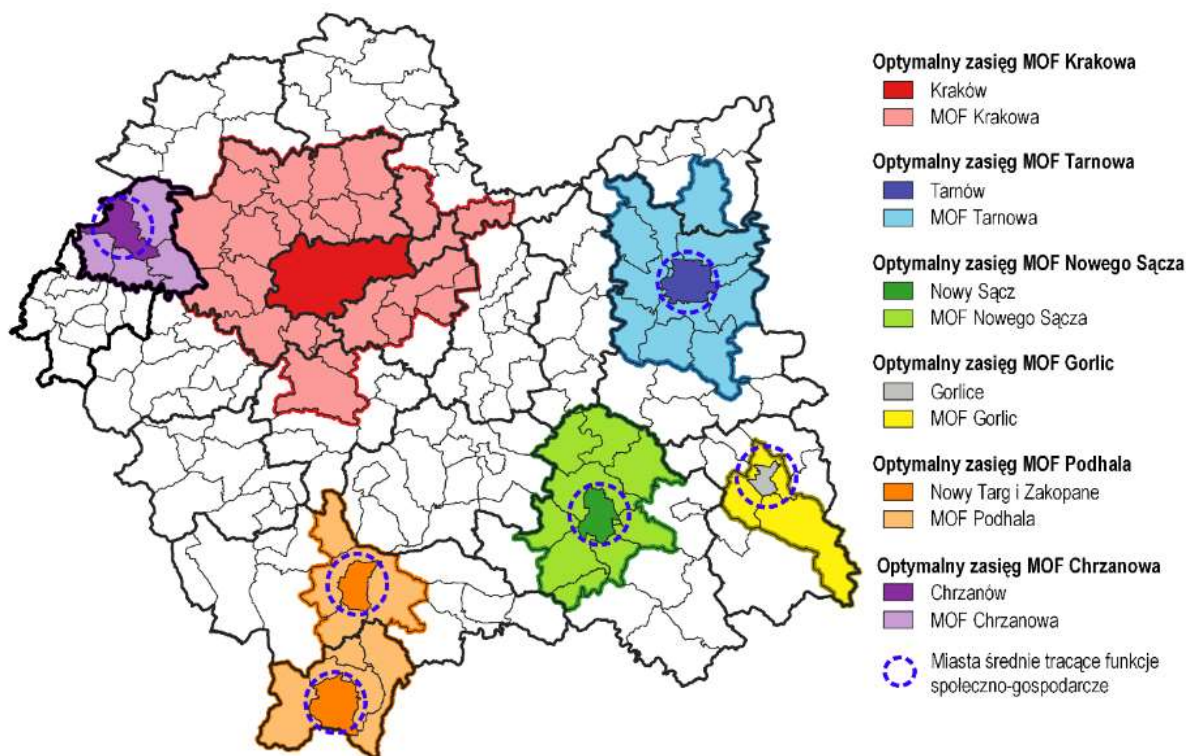 Optymalny zasięg MOF Krakowa
Kraków
MOF Krakowa
Optymalny zasięg MOF Tarnowa
Tarnów
MOF Tarnowa
Optymalny zasięg MOF Nowego Sącza
Nowy Sącz
MOF Nowego Sącza
Optymalny zasięg MOF Gorlic
Gorlice
MOF Gorlic
Optymalny zasięg MOF Podhala
Nowy Targ i Zakopane
MOF Podhala
Optymalny zasięg MOF Chrzanowa
Chrzanów
MOF Chrzanowa
Miasta średnie tracące funkcje
społeczno-gospodarcze